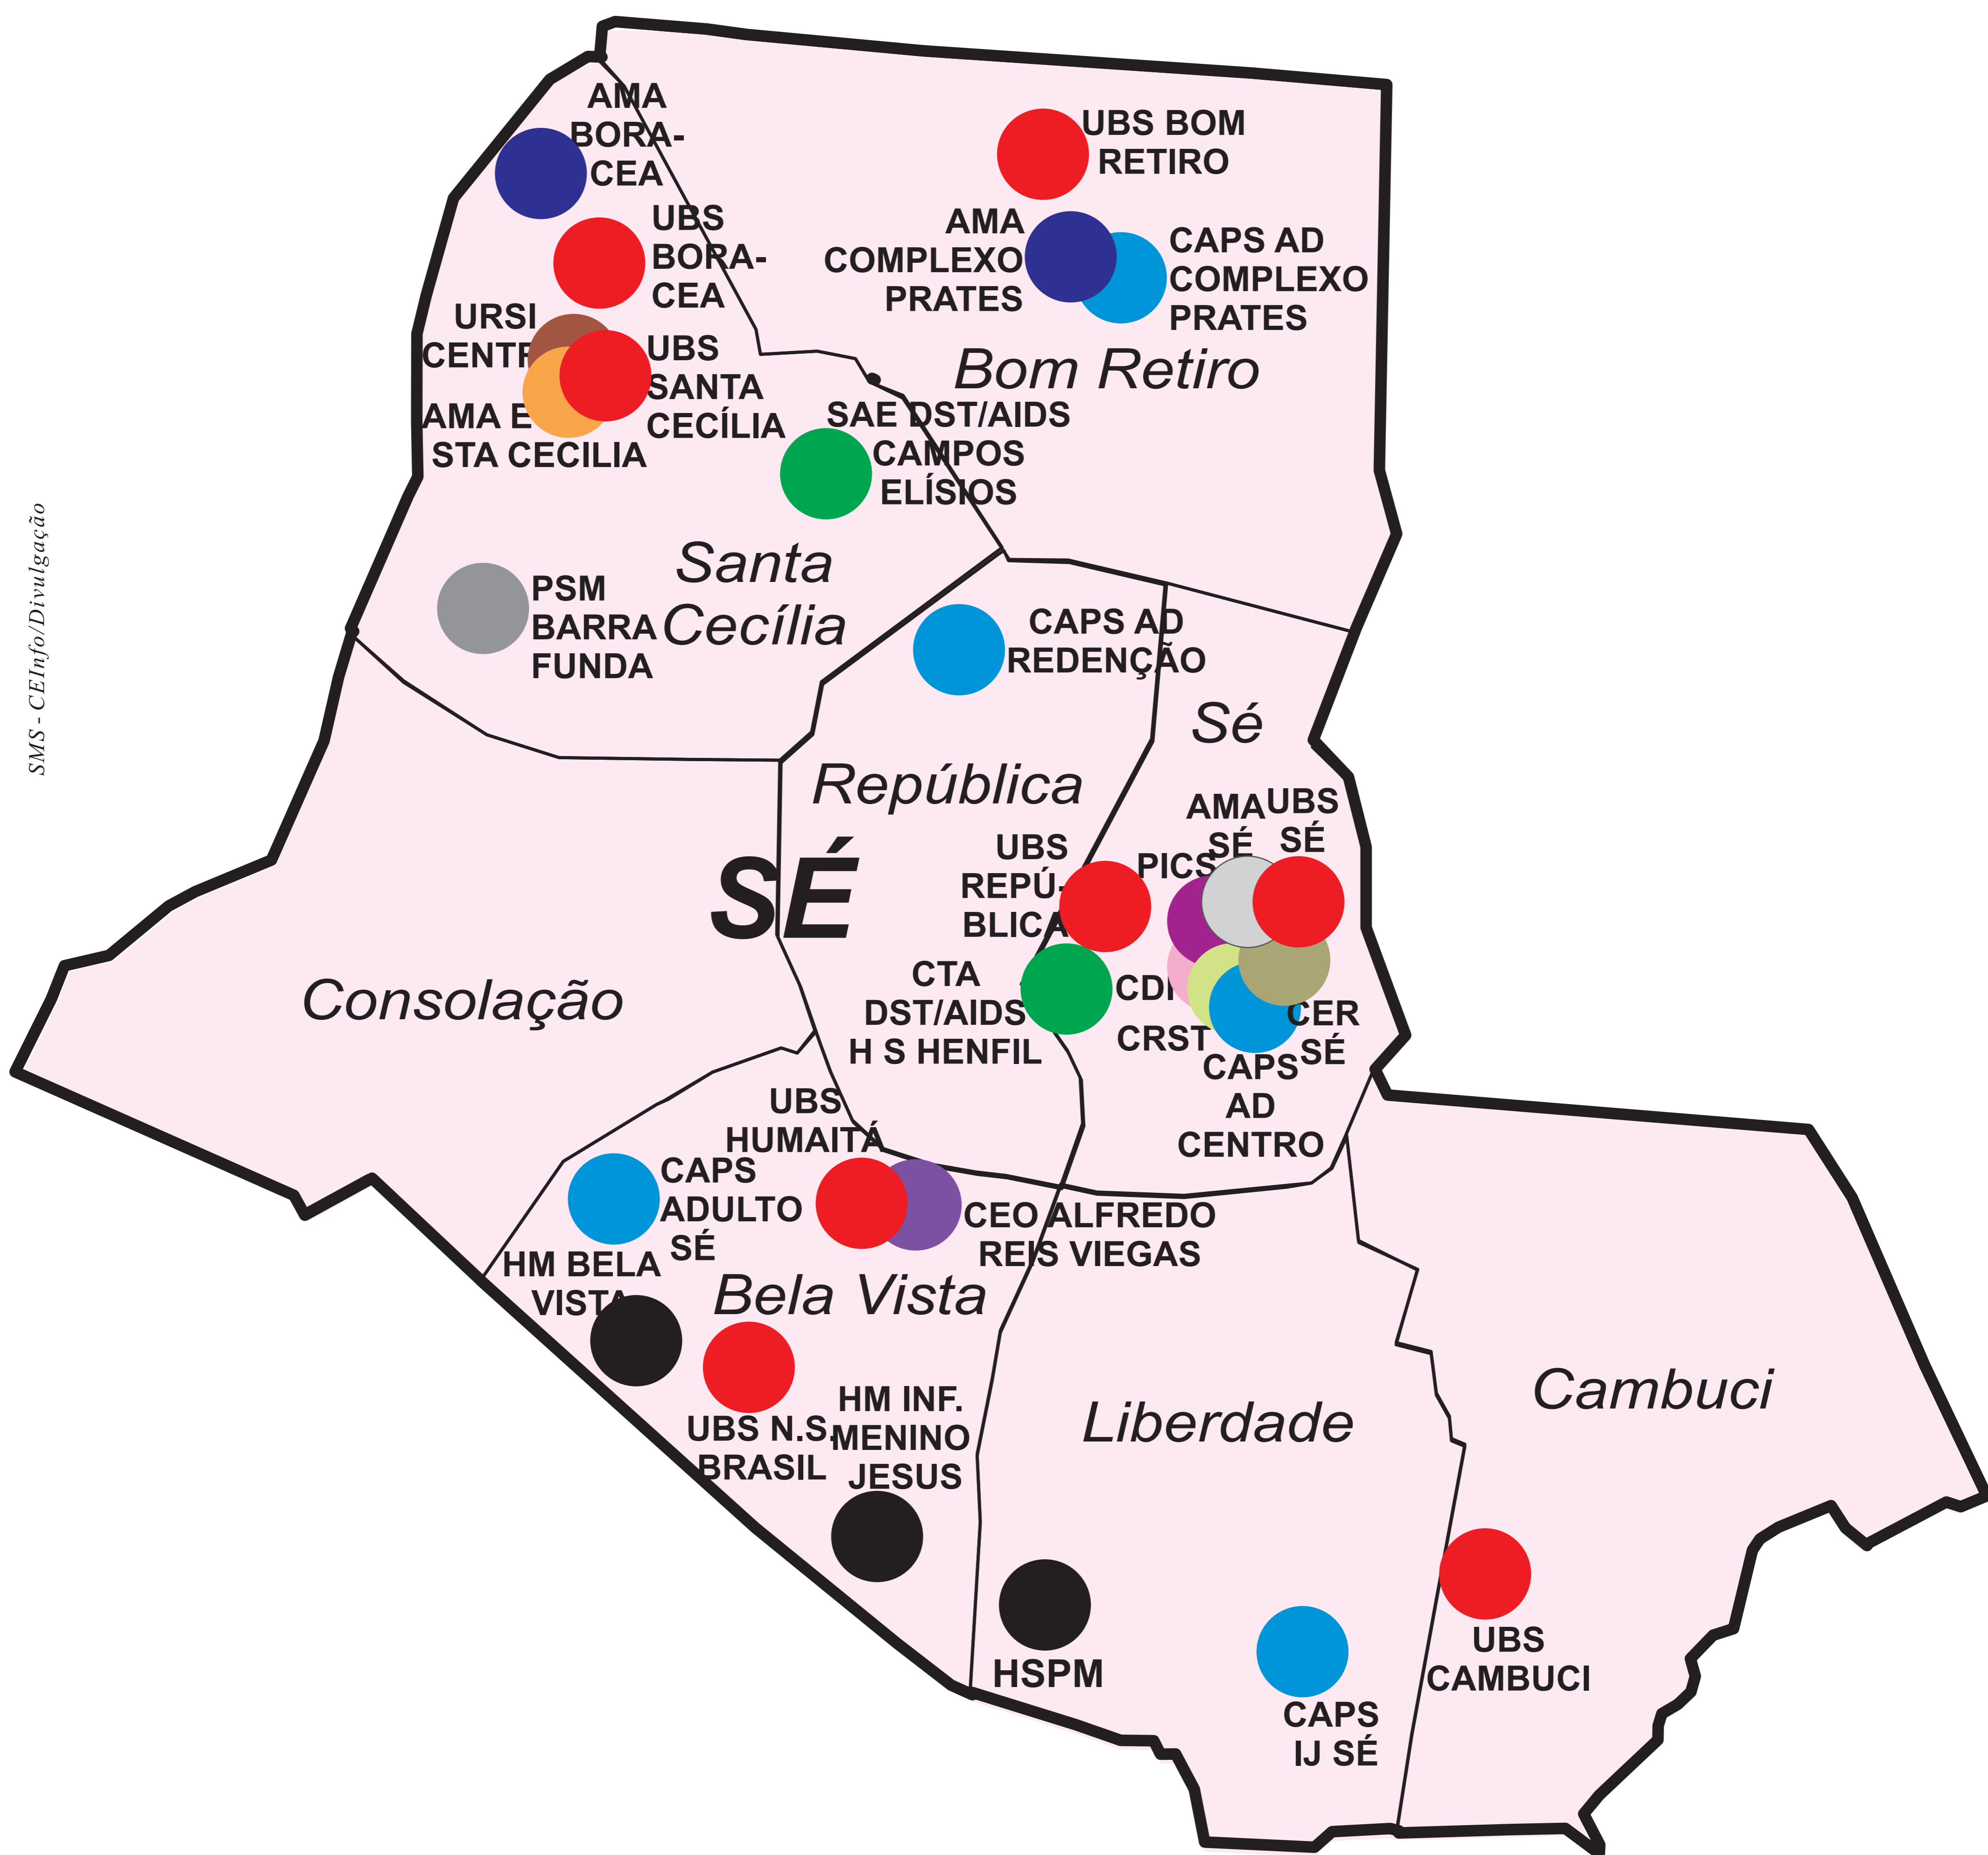 AMA
BORA-
CEA
UBS BOM
RETIRO
UBS
BORA-
CEA
AMA
COMPLEXO
PRATES
CAPS AD
COMPLEXO
PRATES
URSI
CENTR
UBS
SANTA
CECÍLIA
AMA E
STA CECILIA
Bom Retiro
SAE DST/AIDS
CAMPOS
ELÍSIOS
SMS - CEInfo/Divulgação
Santa
Cecília
PSM
BARRA
FUNDA
CAPS AD
REDENÇÃO
Sé
República
SÉ
AMA
SÉ
UBS
SÉ
PICS
UBS
REPÚ-
BLICA
Consolação
CTA
DST/AIDS
H S HENFIL
CDI
CRST
CER
SÉ
CAPS
AD
CENTRO
UBS
HUMAITÁ
CAPS
ADULTO
SÉ
CEO ALFREDO
REIS VIEGAS
HM BELA
VISTA
Bela Vista
UBS N.S.
BRASIL
HM INF.
MENINO
JESUS
Liberdade
Cambuci
HSPM
CAPS
IJ SÉ
UBS
CAMBUCI